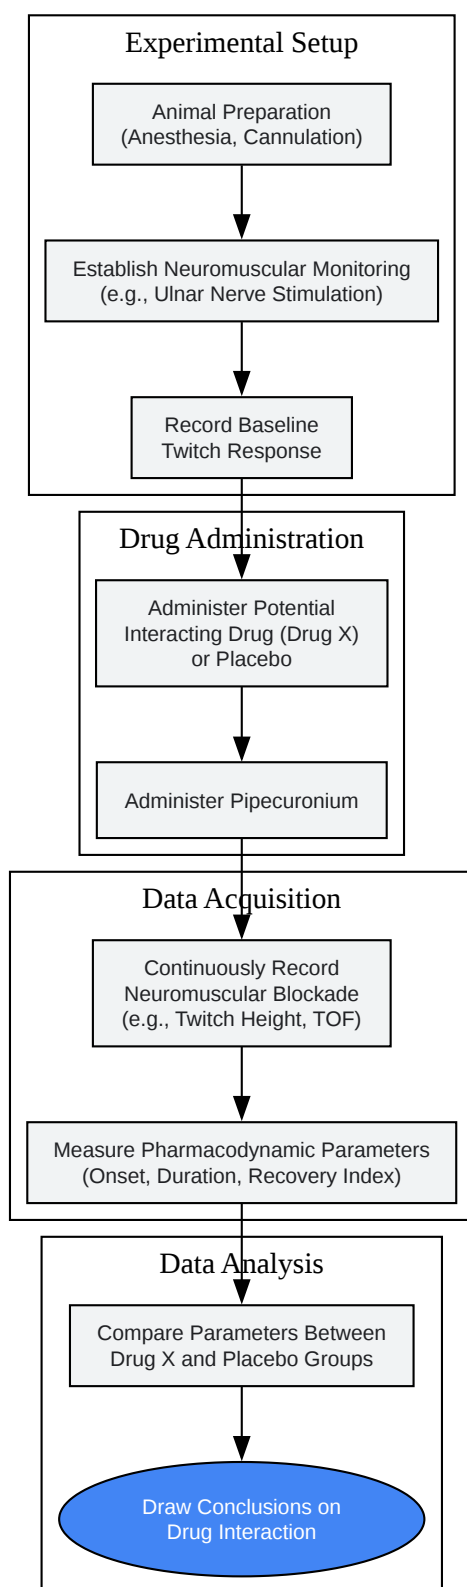 Experimental Setup
Animal Preparation
(Anesthesia, Cannulation)
Establish Neuromuscular Monitoring
(e.g., Ulnar Nerve Stimulation)
Record Baseline
Twitch Response
Drug Administration
Administer Potential
Interacting Drug (Drug X)
or Placebo
Administer Pipecuronium
Data Acquisition
Continuously Record
Neuromuscular Blockade
(e.g., Twitch Height, TOF)
Measure Pharmacodynamic Parameters
(Onset, Duration, Recovery Index)
Data Analysis
Compare Parameters Between
Drug X and Placebo Groups
Draw Conclusions on
Drug Interaction